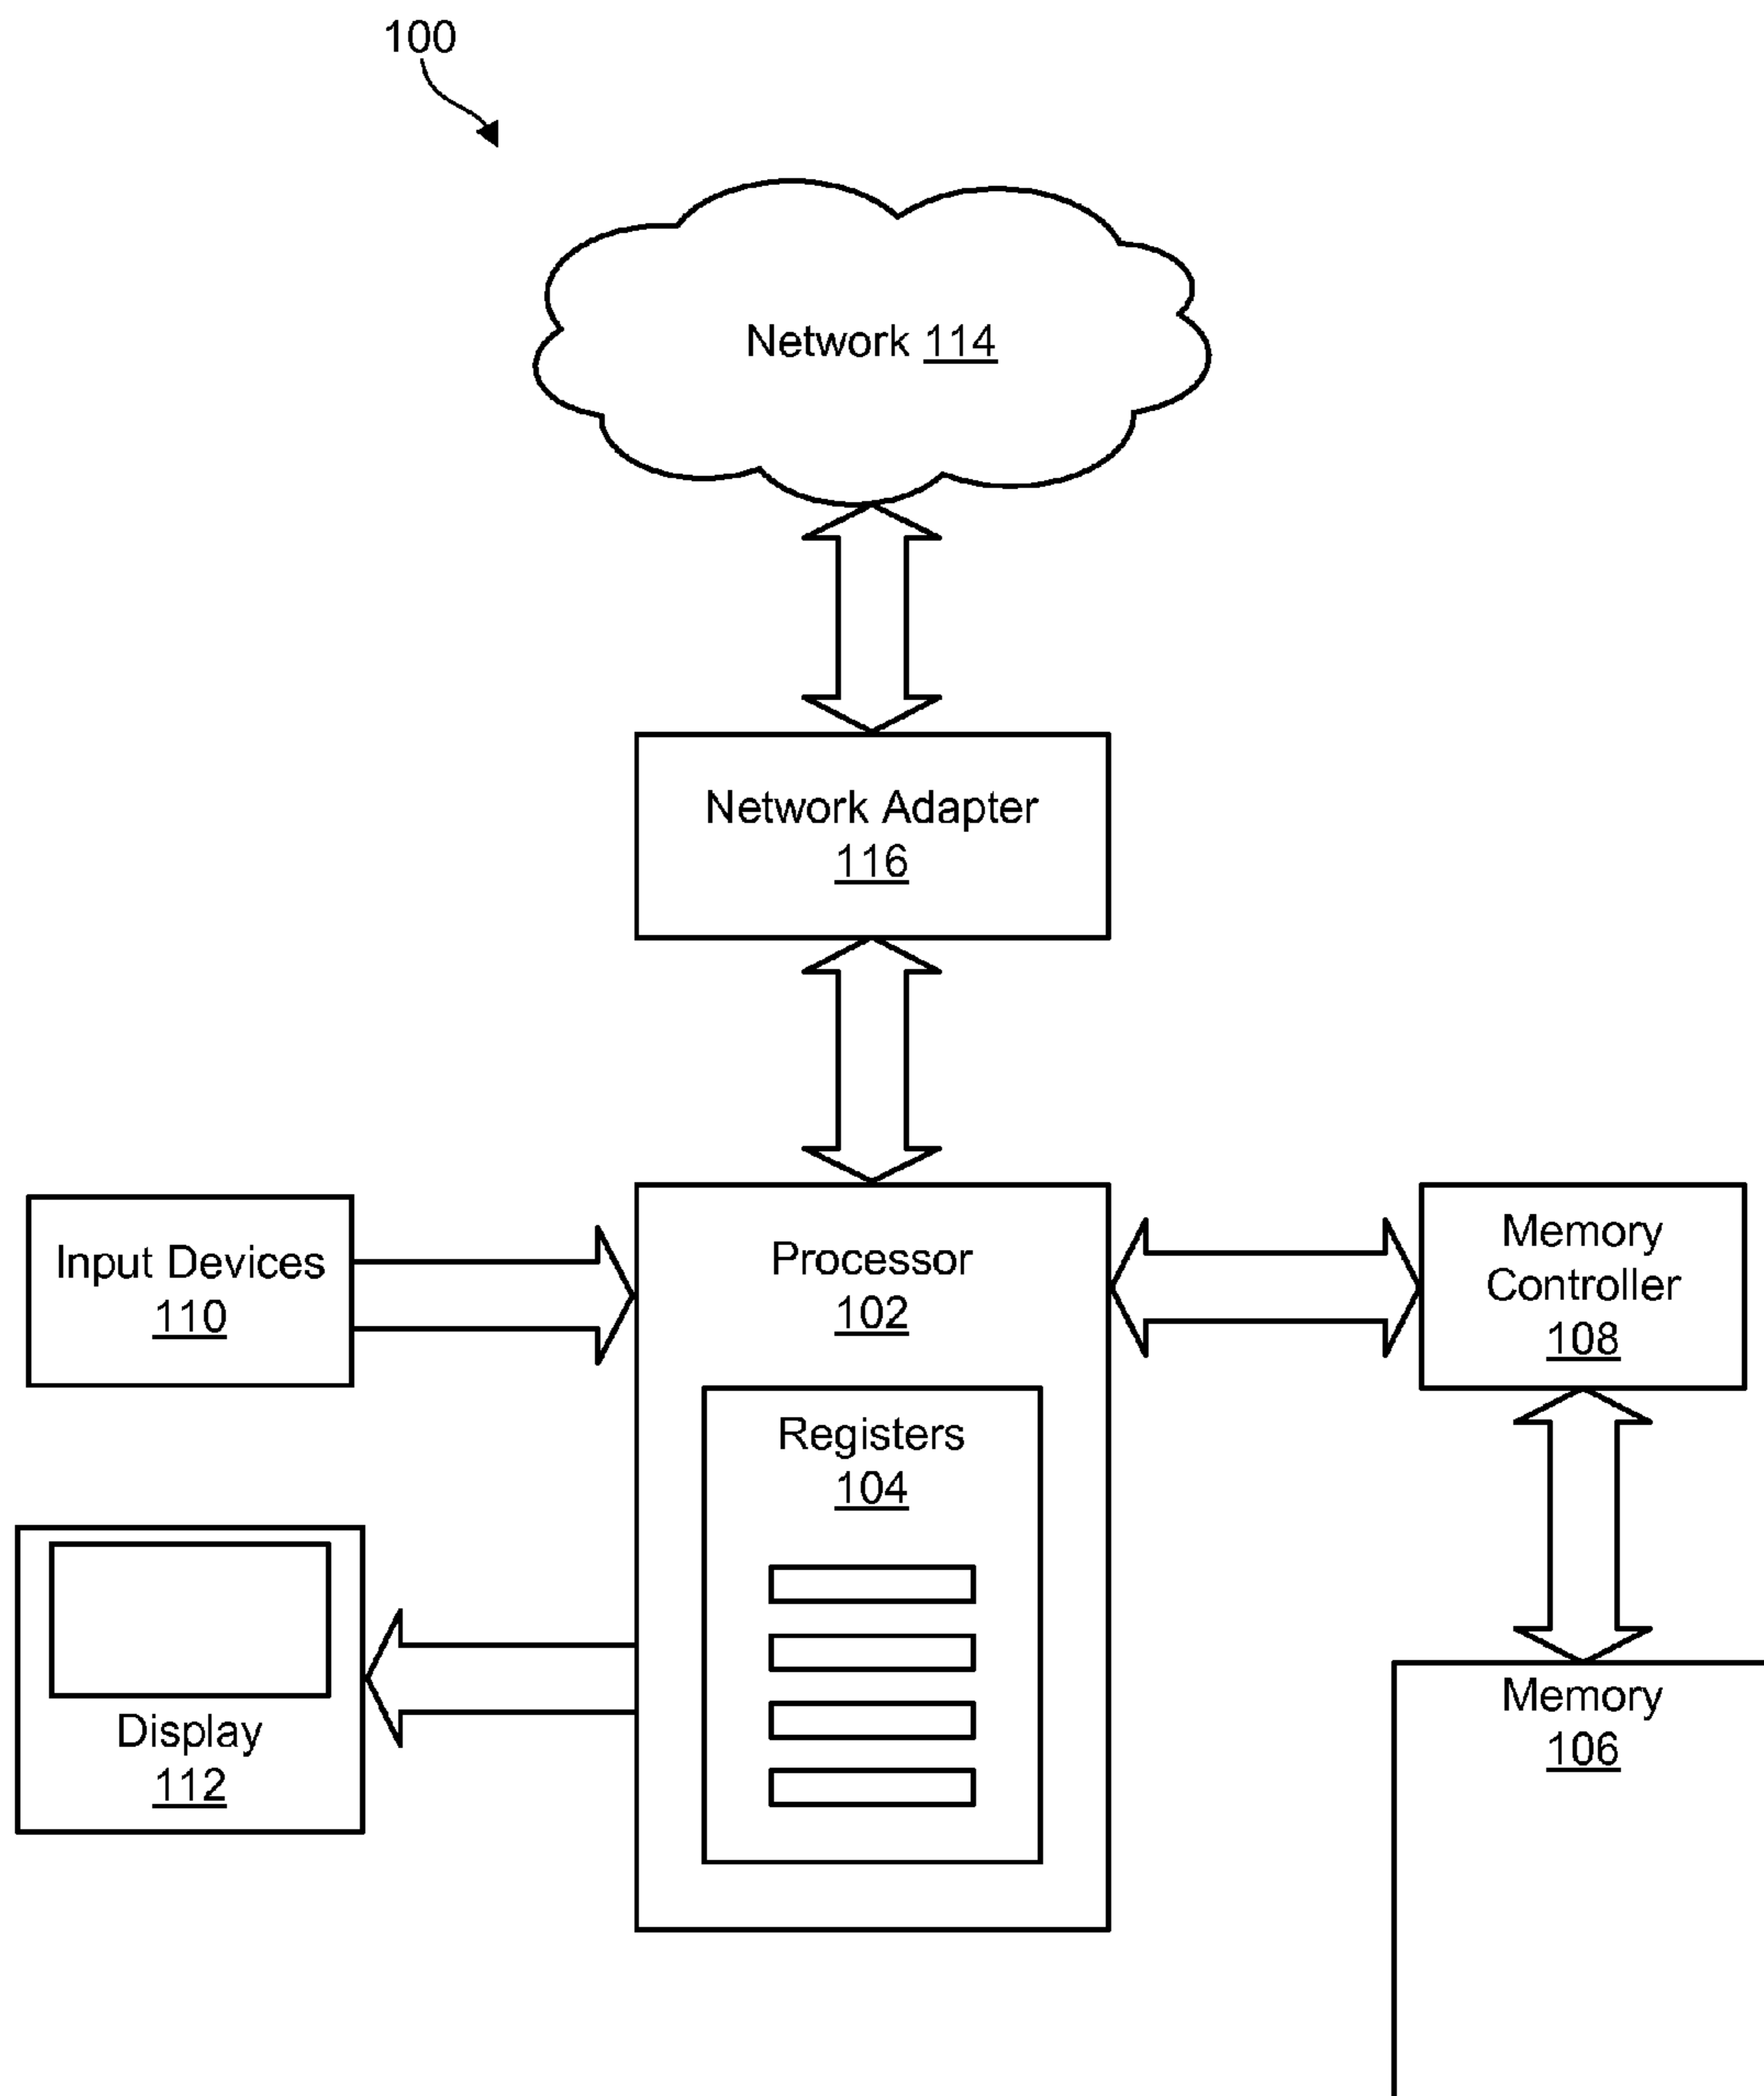 100
Network 114
Network Adapter
116
Input Devices
110
Processor
102
Memory
Controller
108
Registers
104
Display
112
Memory
106